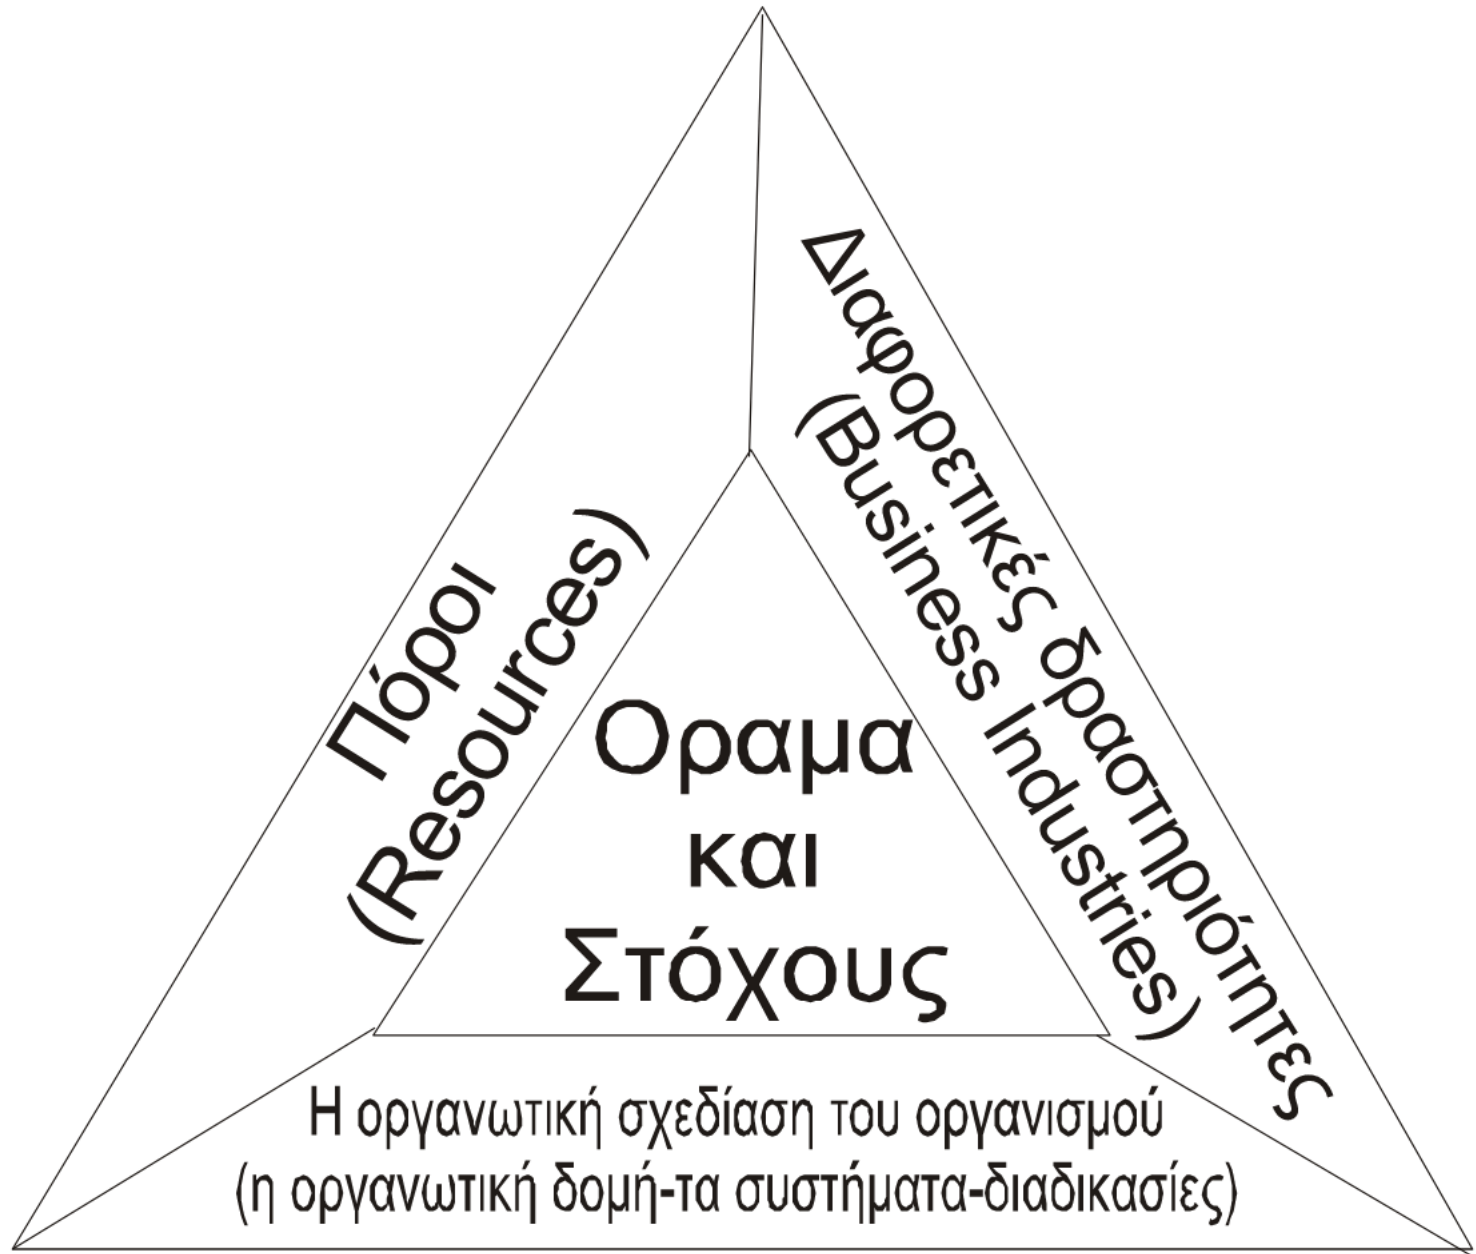 Πόροι
(Resources)
Διαφορετικές δραστηριότητες
(Business Industries)
Οραμα
και
Στόχους
Η οργανωτική σχεδίαση του οργανισμού
(η οργανωτική δομή-τα συστήματα-διαδικασίες)